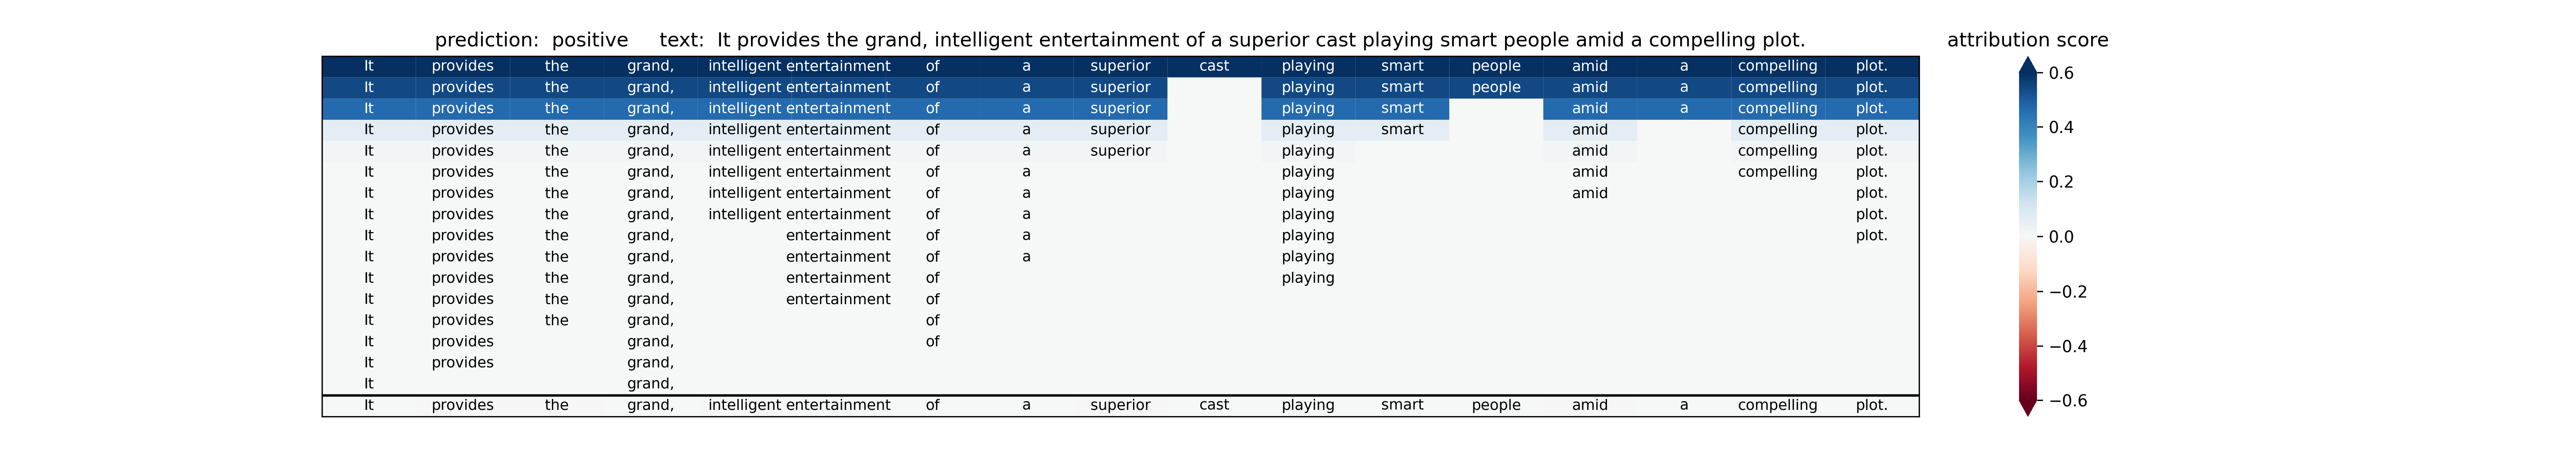 prediction:  positive     text:  It provides the grand, intelligent entertainment of a superior cast playing smart people amid a compelling plot.
attribution score
It provides the grand, intelligent entertainment of a superior cast playing smart people amid a compelling plot.
It provides the grand, intelligent entertainment of a superior playing smart people amid a compelling plot.
It provides the grand, intelligent entertainment of a superior playing smart amid a compelling plot.
It provides the grand, intelligent entertainment of a superior playing smart amid compelling plot.
It provides the grand, intelligent entertainment of a superior playing amid compelling plot.
It provides the grand, intelligent entertainment of a playing amid compelling plot.
It provides the grand, intelligent entertainment of a playing amid plot.
It provides the grand, intelligent entertainment of a playing plot.
It provides the grand, entertainment of a playing plot.
It provides the grand, entertainment of a playing
It provides the grand, entertainment of playing
It provides the grand, entertainment of
It provides the grand, of
It provides grand, of
It provides grand,
It grand,
It provides the grand, intelligent entertainment of a superior cast playing smart people amid a compelling plot.
0.6
0.4
0.2
0.0
−0.2
−0.4
−0.6